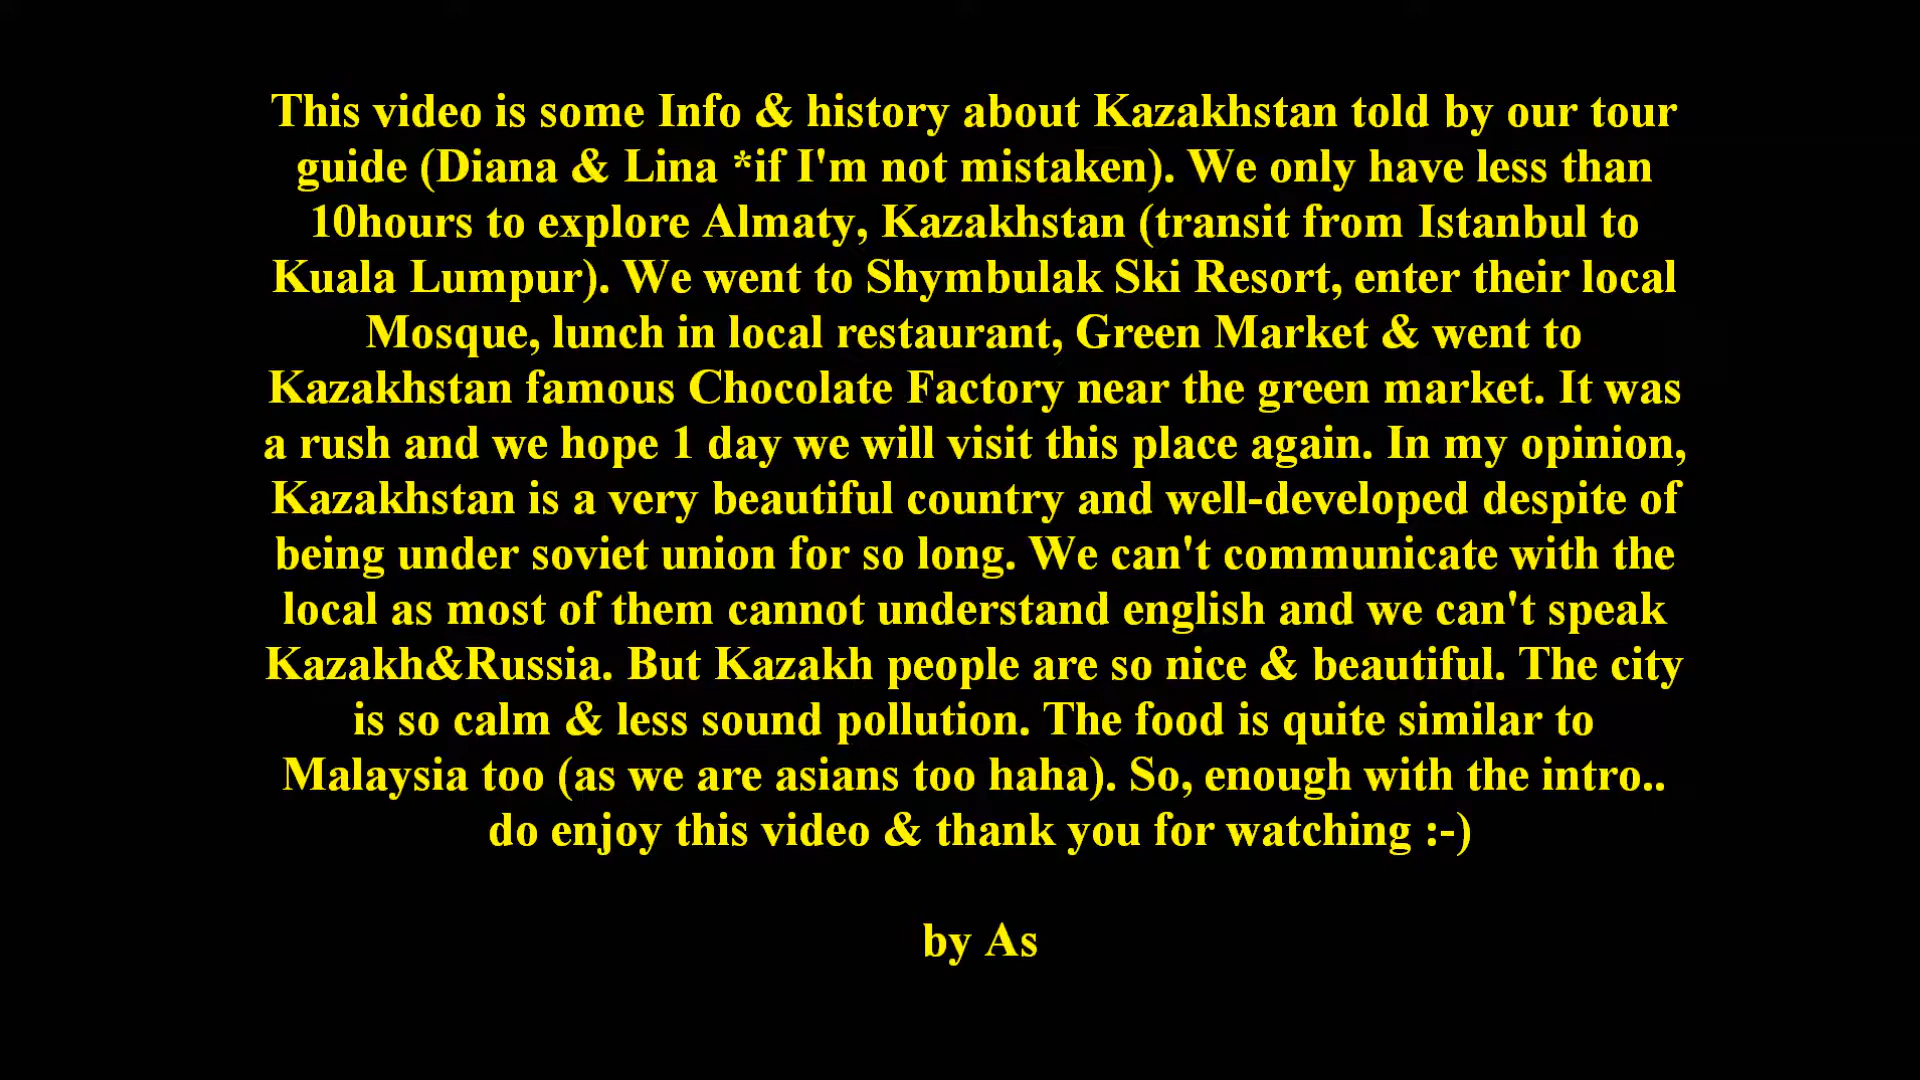 This video is some Info & history about Kazakhstan told by our tour
guide (Diana & Lina *if I'm not mistaken). We only have less than
10hours to explore Almaty, Kazakhstan (transit from Istanbul to
Kuala Lumpur). We went to Shymbulak Ski Resort, enter their local
Mosque, lunch in local restaurant, Green Market & went to
Kazakhstan famous Chocolate Factory near the green market. It was
a rush and we hope 1 day we will visit this place again. In my opinion,
Kazakhstan is a very beautiful country and well-developed despite of
being under soviet union for so long. We can't communicate with the
local as most of them cannot understand english and we can't speak
Kazakh&Russia. But Kazakh people are so nice & beautiful. The city
is so calm & less sound pollution. The food is quite similar to
Malaysia too (as we are asians too haha). So, enough with the intro..
do enjoy this video & thank you for watching :-)
by As